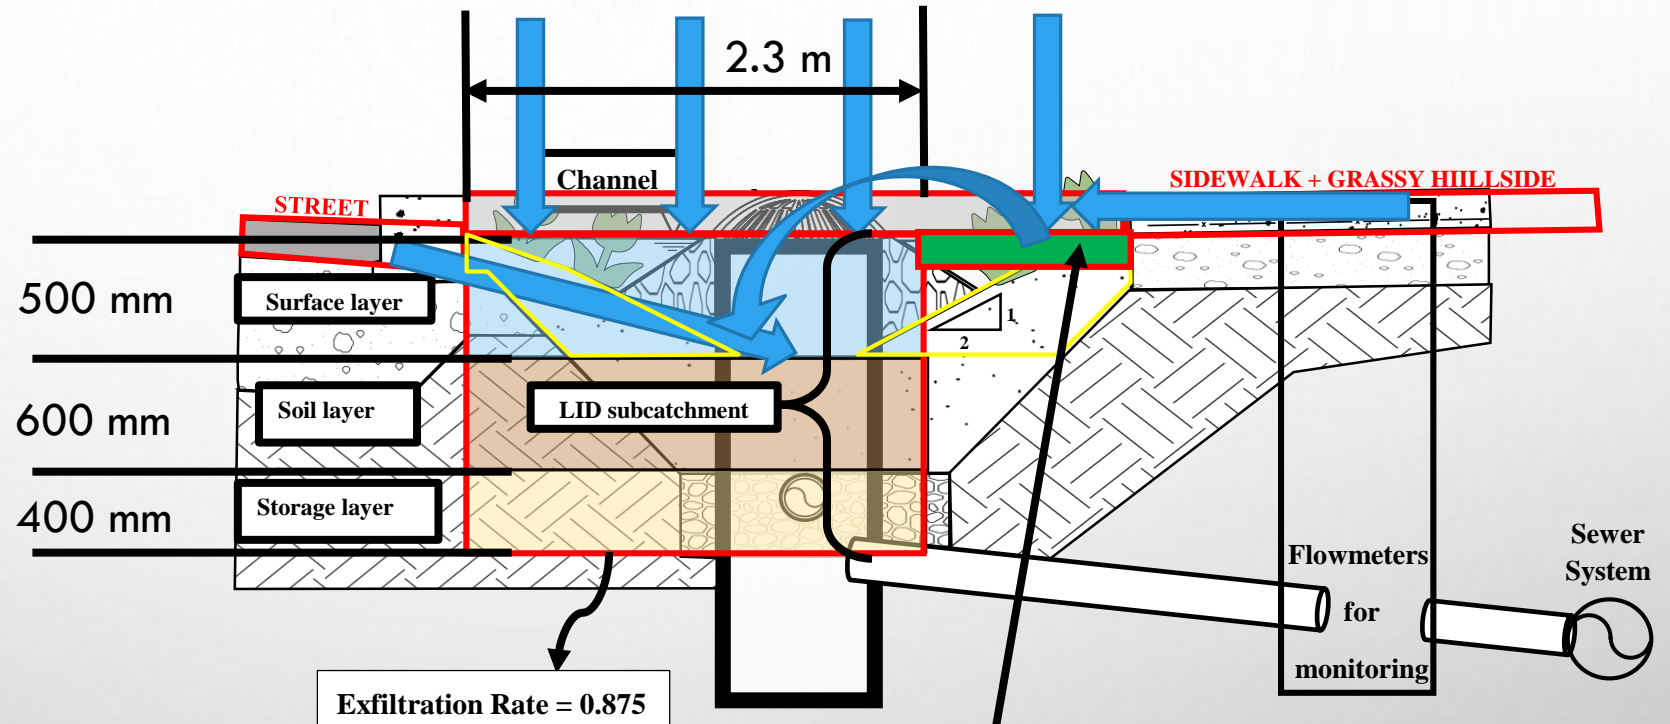 2.3 m
Channel
STREET
SIDEWALK + GRASSY HIILLSIDE
500 mm
Surface layer
1
2
600 mm
Soil layer
LID subcatchment
400 mm
Storage layer
Flowmeters
for
monitoring
Sewer
System
Exfiltration Rate = 0.875